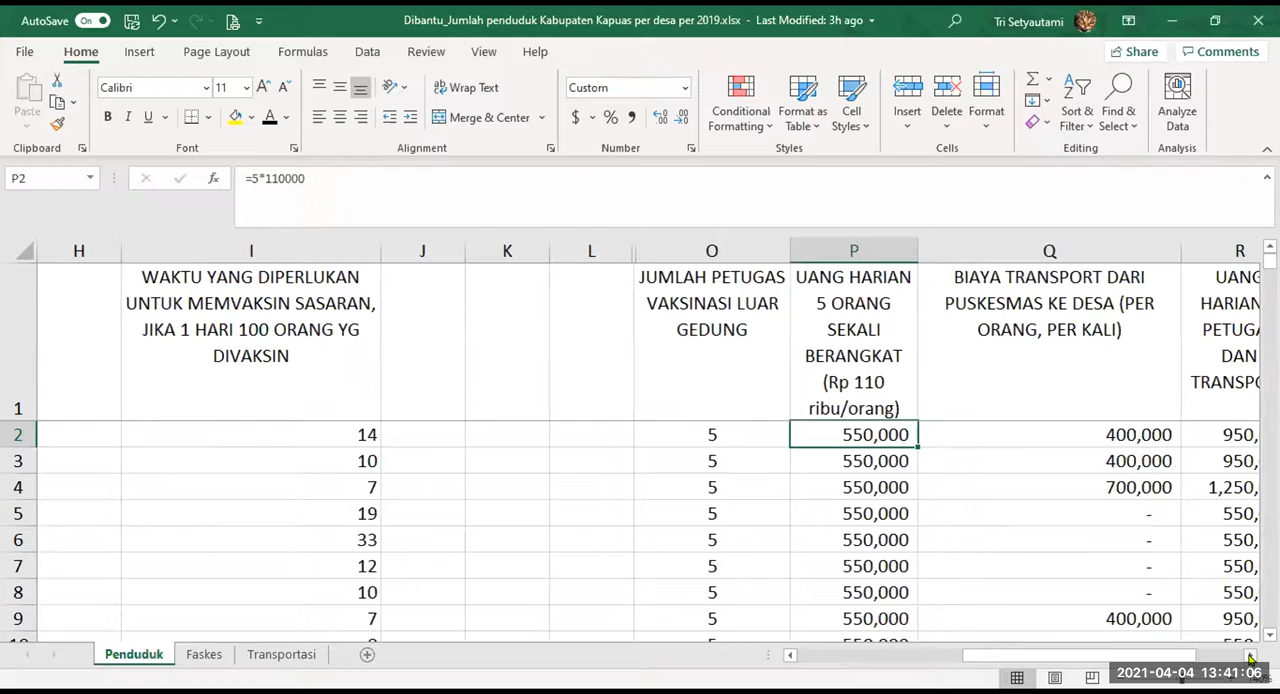 AutoSave On Dibantu_Jumlah penduduk Kabupaten Kapuas per desa per 2019.xlsx - Last Modified: 3h ago Tri Setyautami
File Home Insert Page Layout Formulas Data Review View Help Share Comments
Paste
Clipboard
Calibri 11
B I U
Font
Wrap Text
Merge & Center
Alignment
Custom
$ % ,
Number
Conditional Formatting
Format as Table
Cell Styles
Styles
Insert Delete Format
Cells
Sort & Filter
Find & Select
Editing
Analyze Data
Analysis
P2 fx =5*110000
H I J K L O P Q R
1
WAKTU YANG DIPERLUKAN
UNTUK MEMVAKSIN SASARAN,
JIKA 1 HARI 100 ORANG YG
DIVAKSIN
JUMLAH PETUGAS
VAKSINASI LUAR
GEDUNG
UANG HARIAN
5 ORANG
SEKALI
BERANGKAT
(Rp 110
ribu/orang)
BIAYA TRANSPORT DARI
PUSKESMAS KE DESA (PER
ORANG, PER KALI)
UANG
HARIAN
PETUGA
DAN
TRANSPO
2 14 5 550,000 400,000 950,
3 10 5 550,000 400,000 950,
4 7 5 550,000 700,000 1,250,
5 19 5 550,000 - 550,
6 33 5 550,000 - 550,
7 12 5 550,000 - 550,
8 10 5 550,000 - 550,
9 7 5 550,000 400,000 950,
Penduduk Faskes Transportasi
2021-04-04 13:41:06